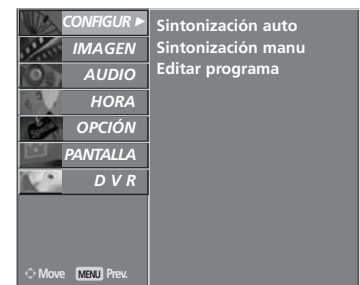 CONFIGUR ►
IMAGEN
AUDIO
HORA
OPCIÓN
PANTALLA
D V R
Sintonización auto
Sintonización manu
Editar programa
Move MENU Prev.